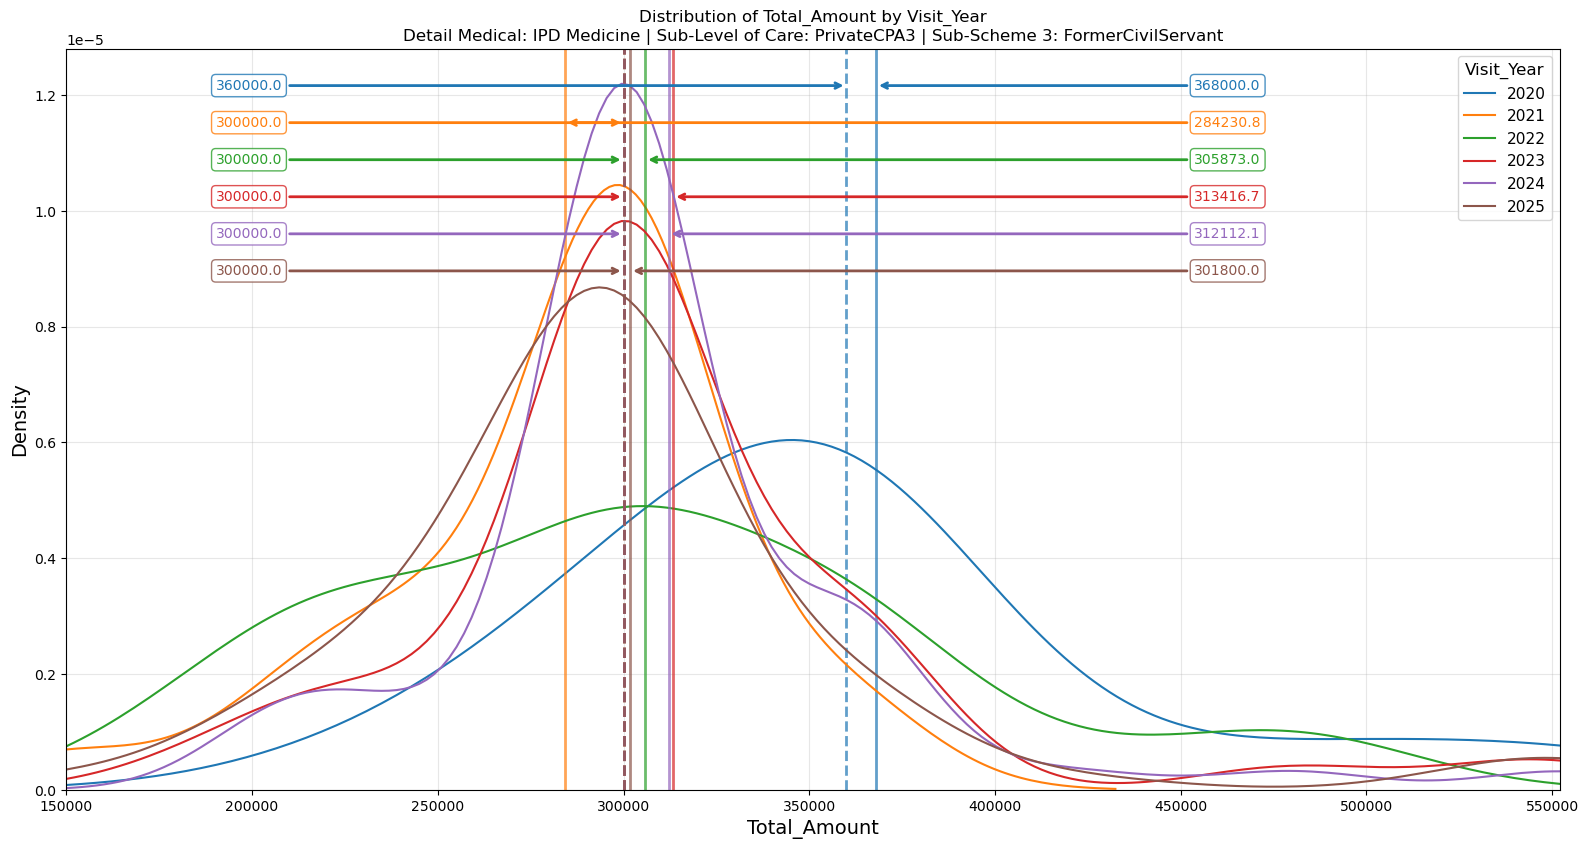 Distribution of Total_Amount by Visit_Year
Detail Medical: IPD Medicine | Sub-Level of Care: PrivateCPA3 | Sub-Scheme 3: FormerCivilServant
1e−5
1.2
1.0
0.8
0.6
0.4
0.2
0.0
Density
360000.0 368000.0
300000.0 284230.8
300000.0 305873.0
300000.0 313416.7
300000.0 312112.1
300000.0 301800.0
Visit_Year
2020
2021
2022
2023
2024
2025
150000 200000 250000 300000 350000 400000 450000 500000 550000
Total_Amount